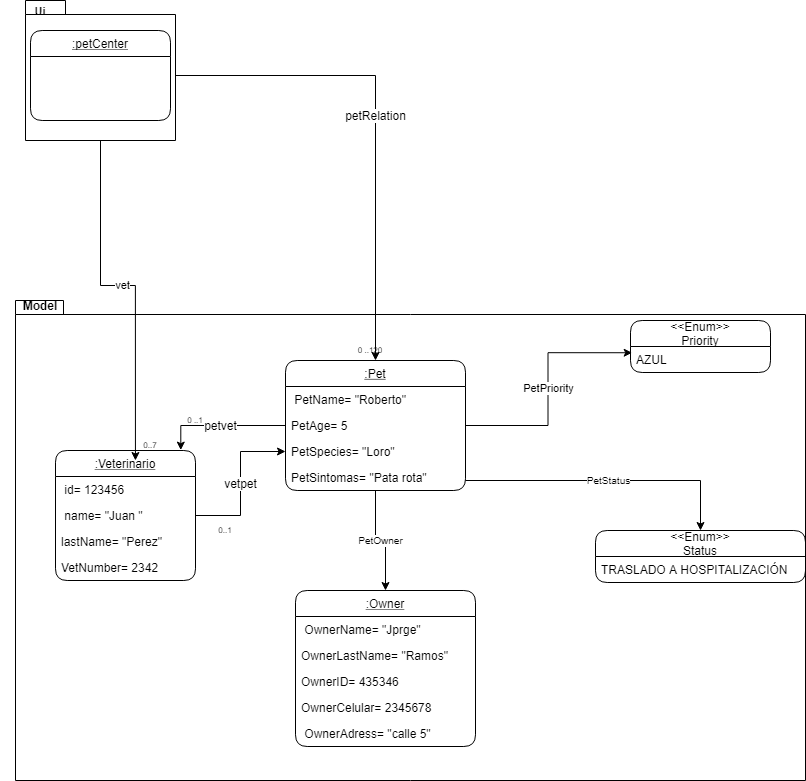 Ui
:petCenter
petRelation
vet
Model
0 ..120
<<Enum>>
Priority
AZUL
:Pet
PetName= "Roberto"
PetAge= 5
PetSpecies= "Loro"
PetSintomas= "Pata rota"
PetPriority
0 ..1
petvet
0..7
:Veterinario
id= 123456
name= "Juan "
lastName= "Perez"
VetNumber= 2342
vetpet
0..1
PetStatus
<<Enum>>
Status
TRASLADO A HOSPITALIZACIÓN
PetOwner
:Owner
OwnerName= "Jprge"
OwnerLastName= "Ramos"
OwnerID= 435346
OwnerCelular= 2345678
OwnerAdress= "calle 5"